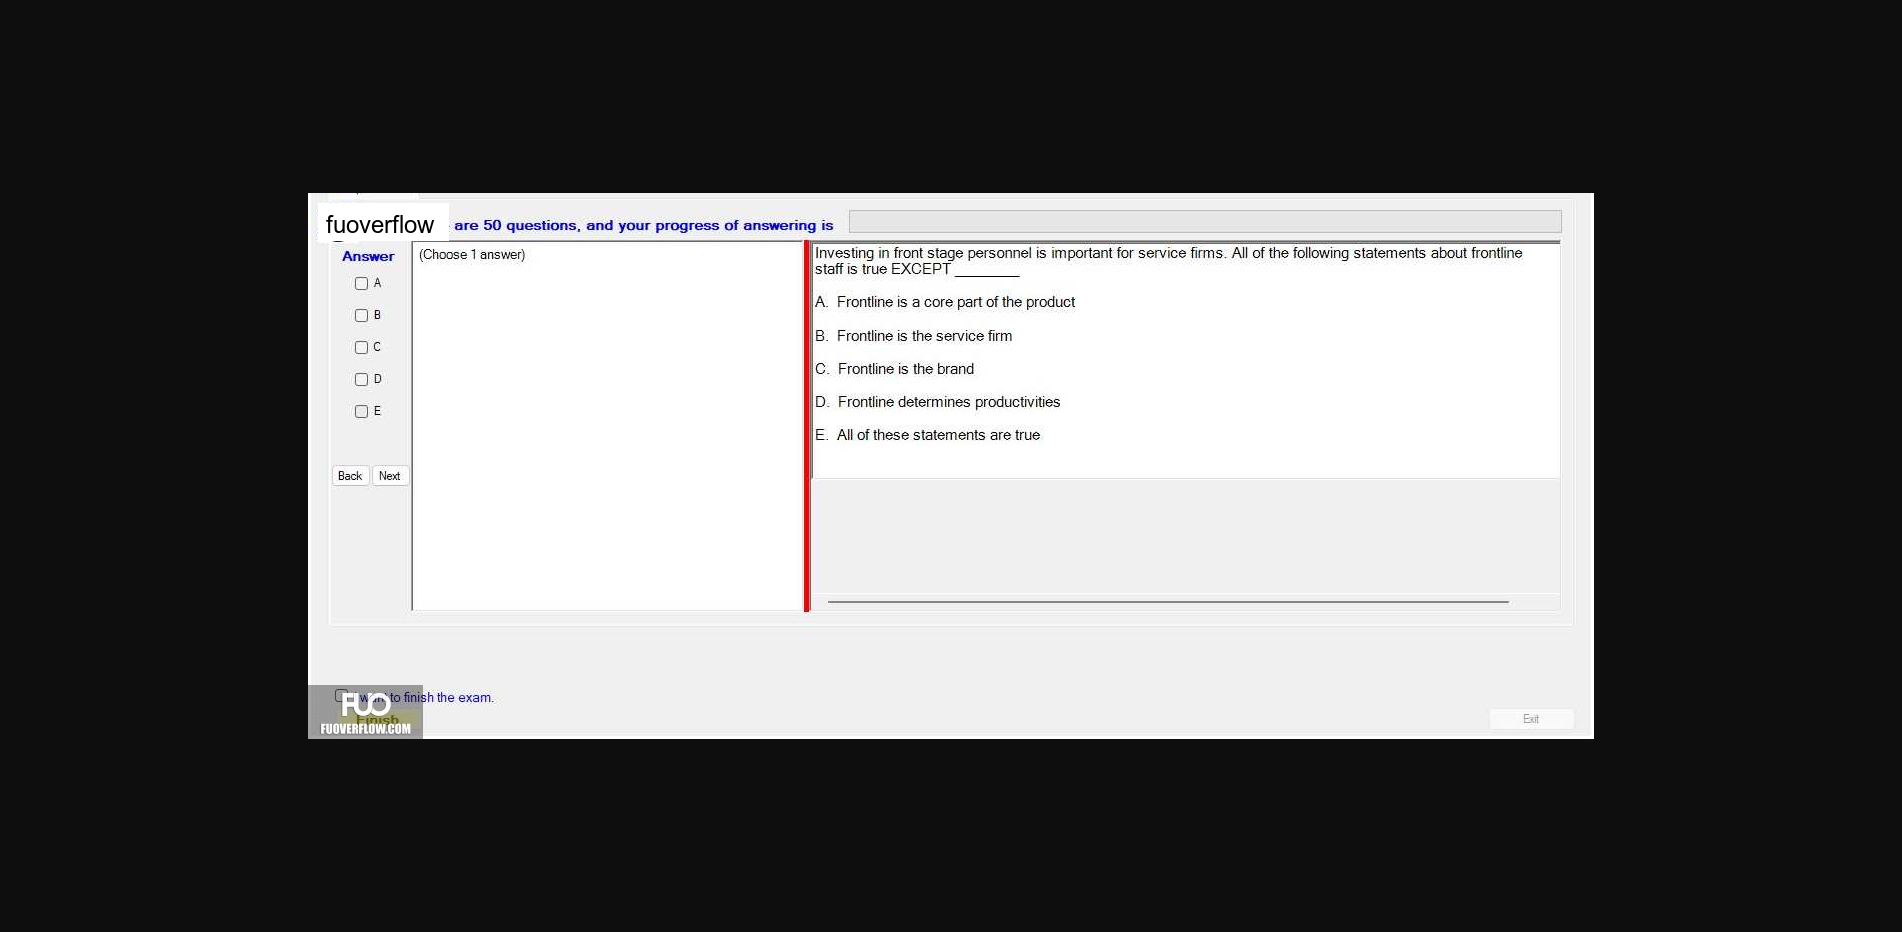 fuoverflow are 50 questions, and your progress of answering is
Answer
(Choose 1 answer)
A
B
C
D
E
Back Next
Investing in front stage personnel is important for service firms. All of the following statements about frontline
staff is true EXCEPT ________
A. Frontline is a core part of the product
B. Frontline is the service firm
C. Frontline is the brand
D. Frontline determines productivities
E. All of these statements are true
want to finish the exam.
FUO
Finish
FUOVERFLOW.COM
Exit